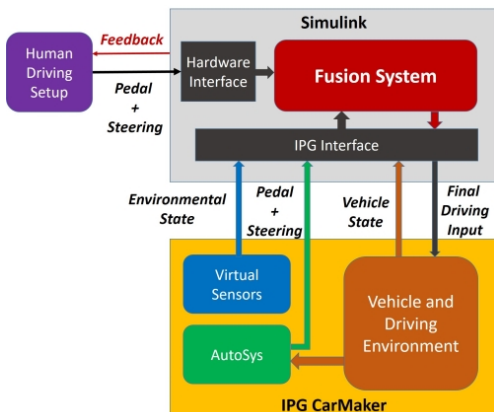 Simulink
Human
Driving
Setup
Feedback
Pedal
+
Steering
Hardware
Interface
Fusion System
IPG Interface
Environmental
State
Pedal
+
Steering
Vehicle
State
Final
Driving
Input
Virtual
Sensors
AutoSys
Vehicle and
Driving
Environment
IPG CarMaker